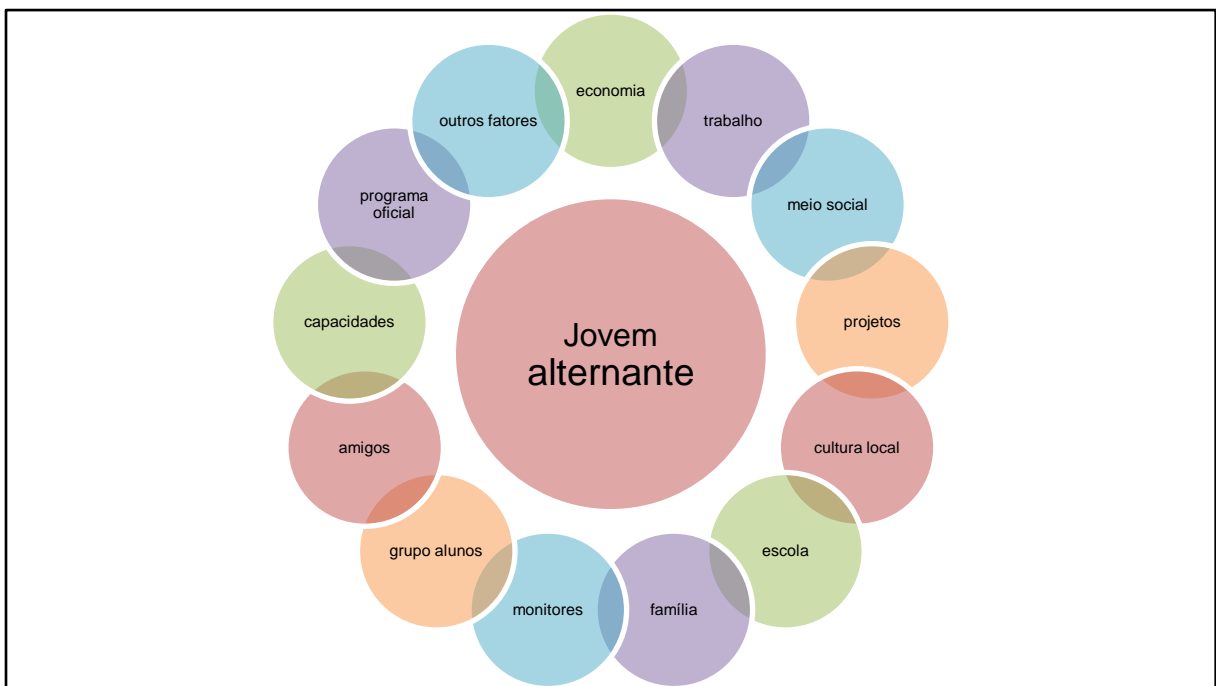 economia
trabalho
meio social
projetos
cultura local
escola
família
monitores
grupo alunos
amigos
capacidades
programa
oficial
outros fatores
Jovem
alternante